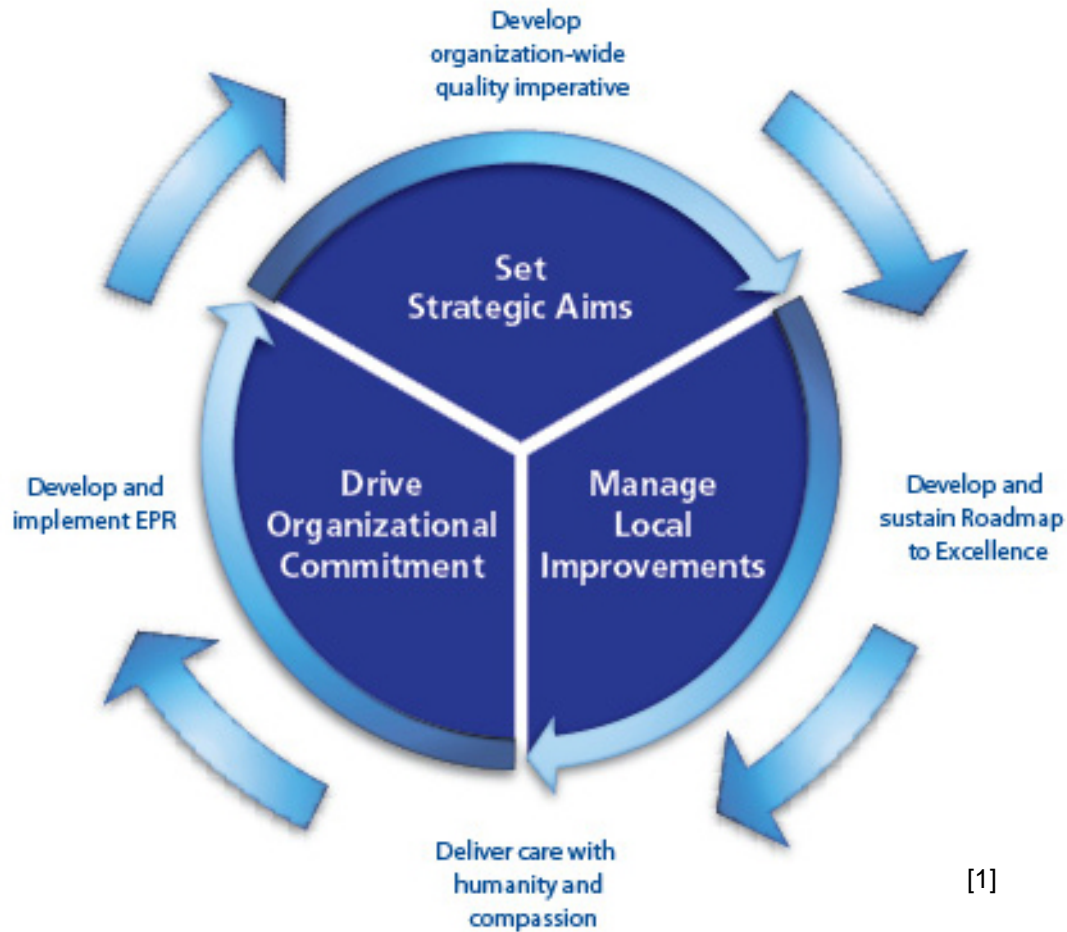 Develop
organization-wide
quality imperative
Set
Strategic Aims
Drive
Organizational
Commitment
Manage
Local
Improvements
Develop and
implement EPR
Develop and
sustain Roadmap
to Excellence
Deliver care with
humanity and
compassion
[1]